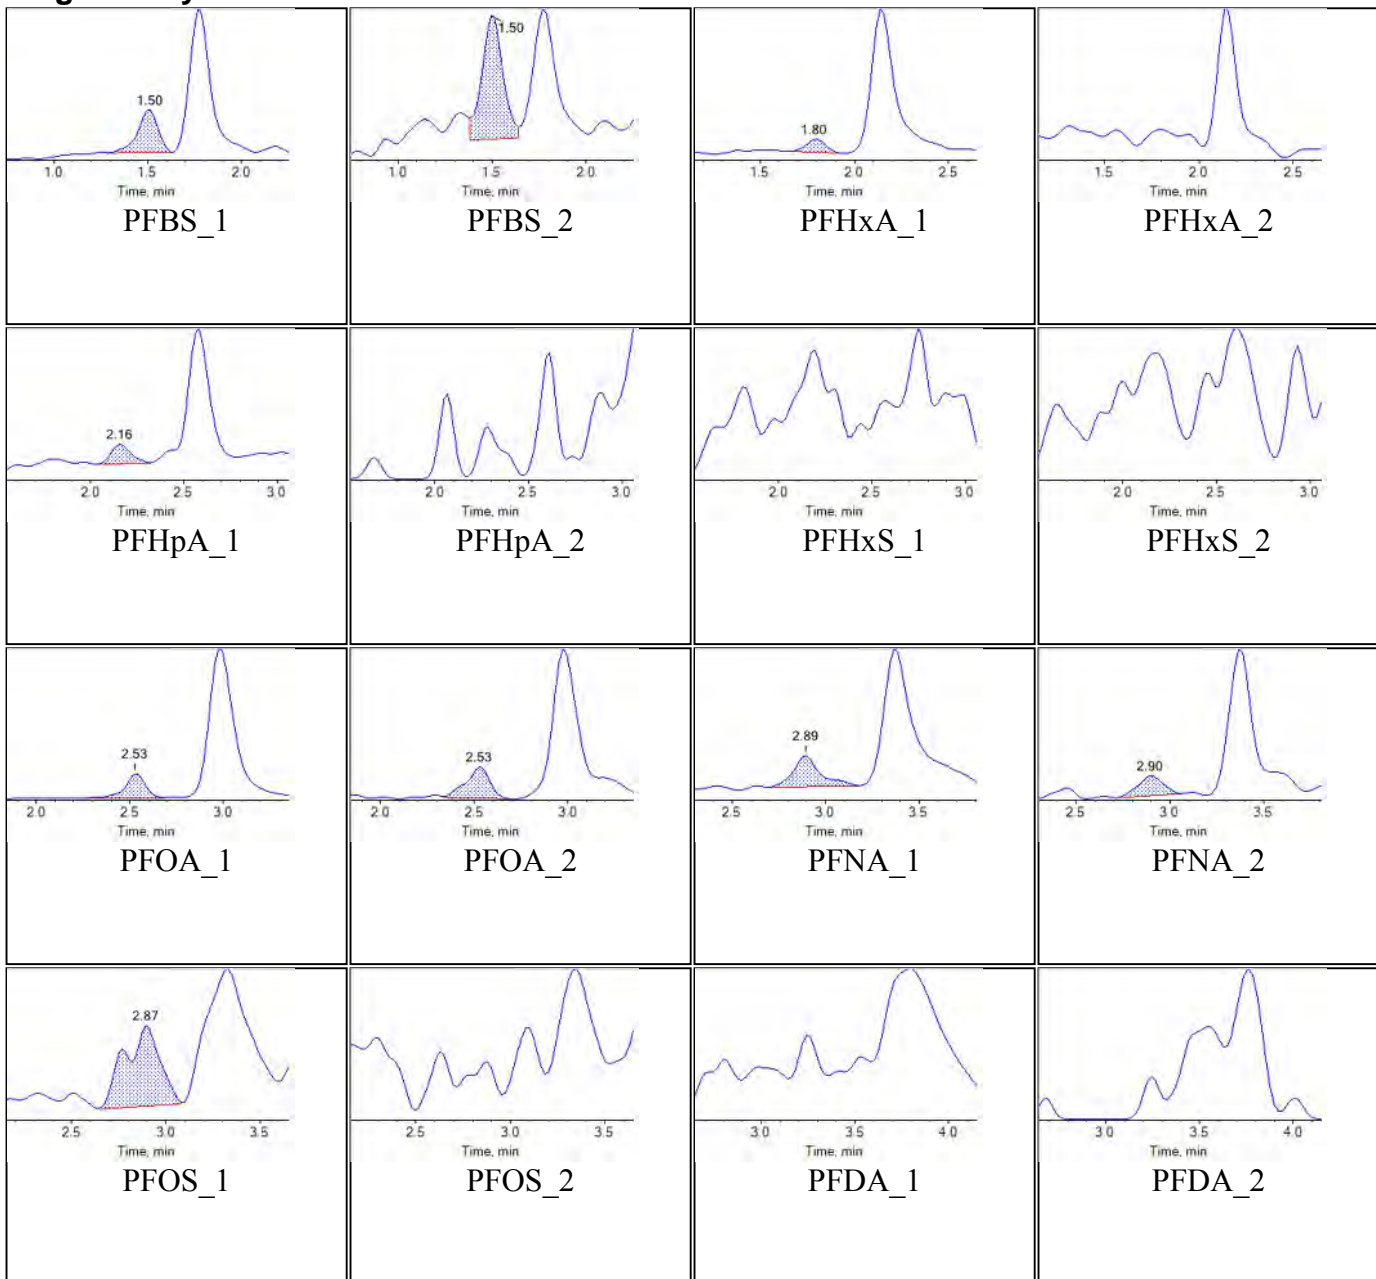 1.50
1.0 1.5 2.0
Time, min
PFBS_1
1.50
1.0 1.5 2.0
Time, min
PFBS_2
1.80
1.5 2.0 2.5
Time, min
PFHxA_1
1.5 2.0 2.5
Time, min
PFHxA_2
2.16
2.0 2.5 3.0
Time, min
PFHpA_1
2.0 2.5 3.0
Time, min
PFHpA_2
2.0 2.5 3.0
Time, min
PFHxS_1
2.0 2.5 3.0
Time, min
PFHxS_2
2.53
2.0 2.5 3.0
Time, min
PFOA_1
2.53
2.0 2.5 3.0
Time, min
PFOA_2
2.89
2.5 3.0 3.5
Time, min
PFNA_1
2.90
2.5 3.0 3.5
Time, min
PFNA_2
2.87
2.5 3.0 3.5
Time, min
PFOS_1
2.5 3.0 3.5
Time, min
PFOS_2
3.0 3.5 4.0
Time, min
PFDA_1
3.0 3.5 4.0
Time, min
PFDA_2